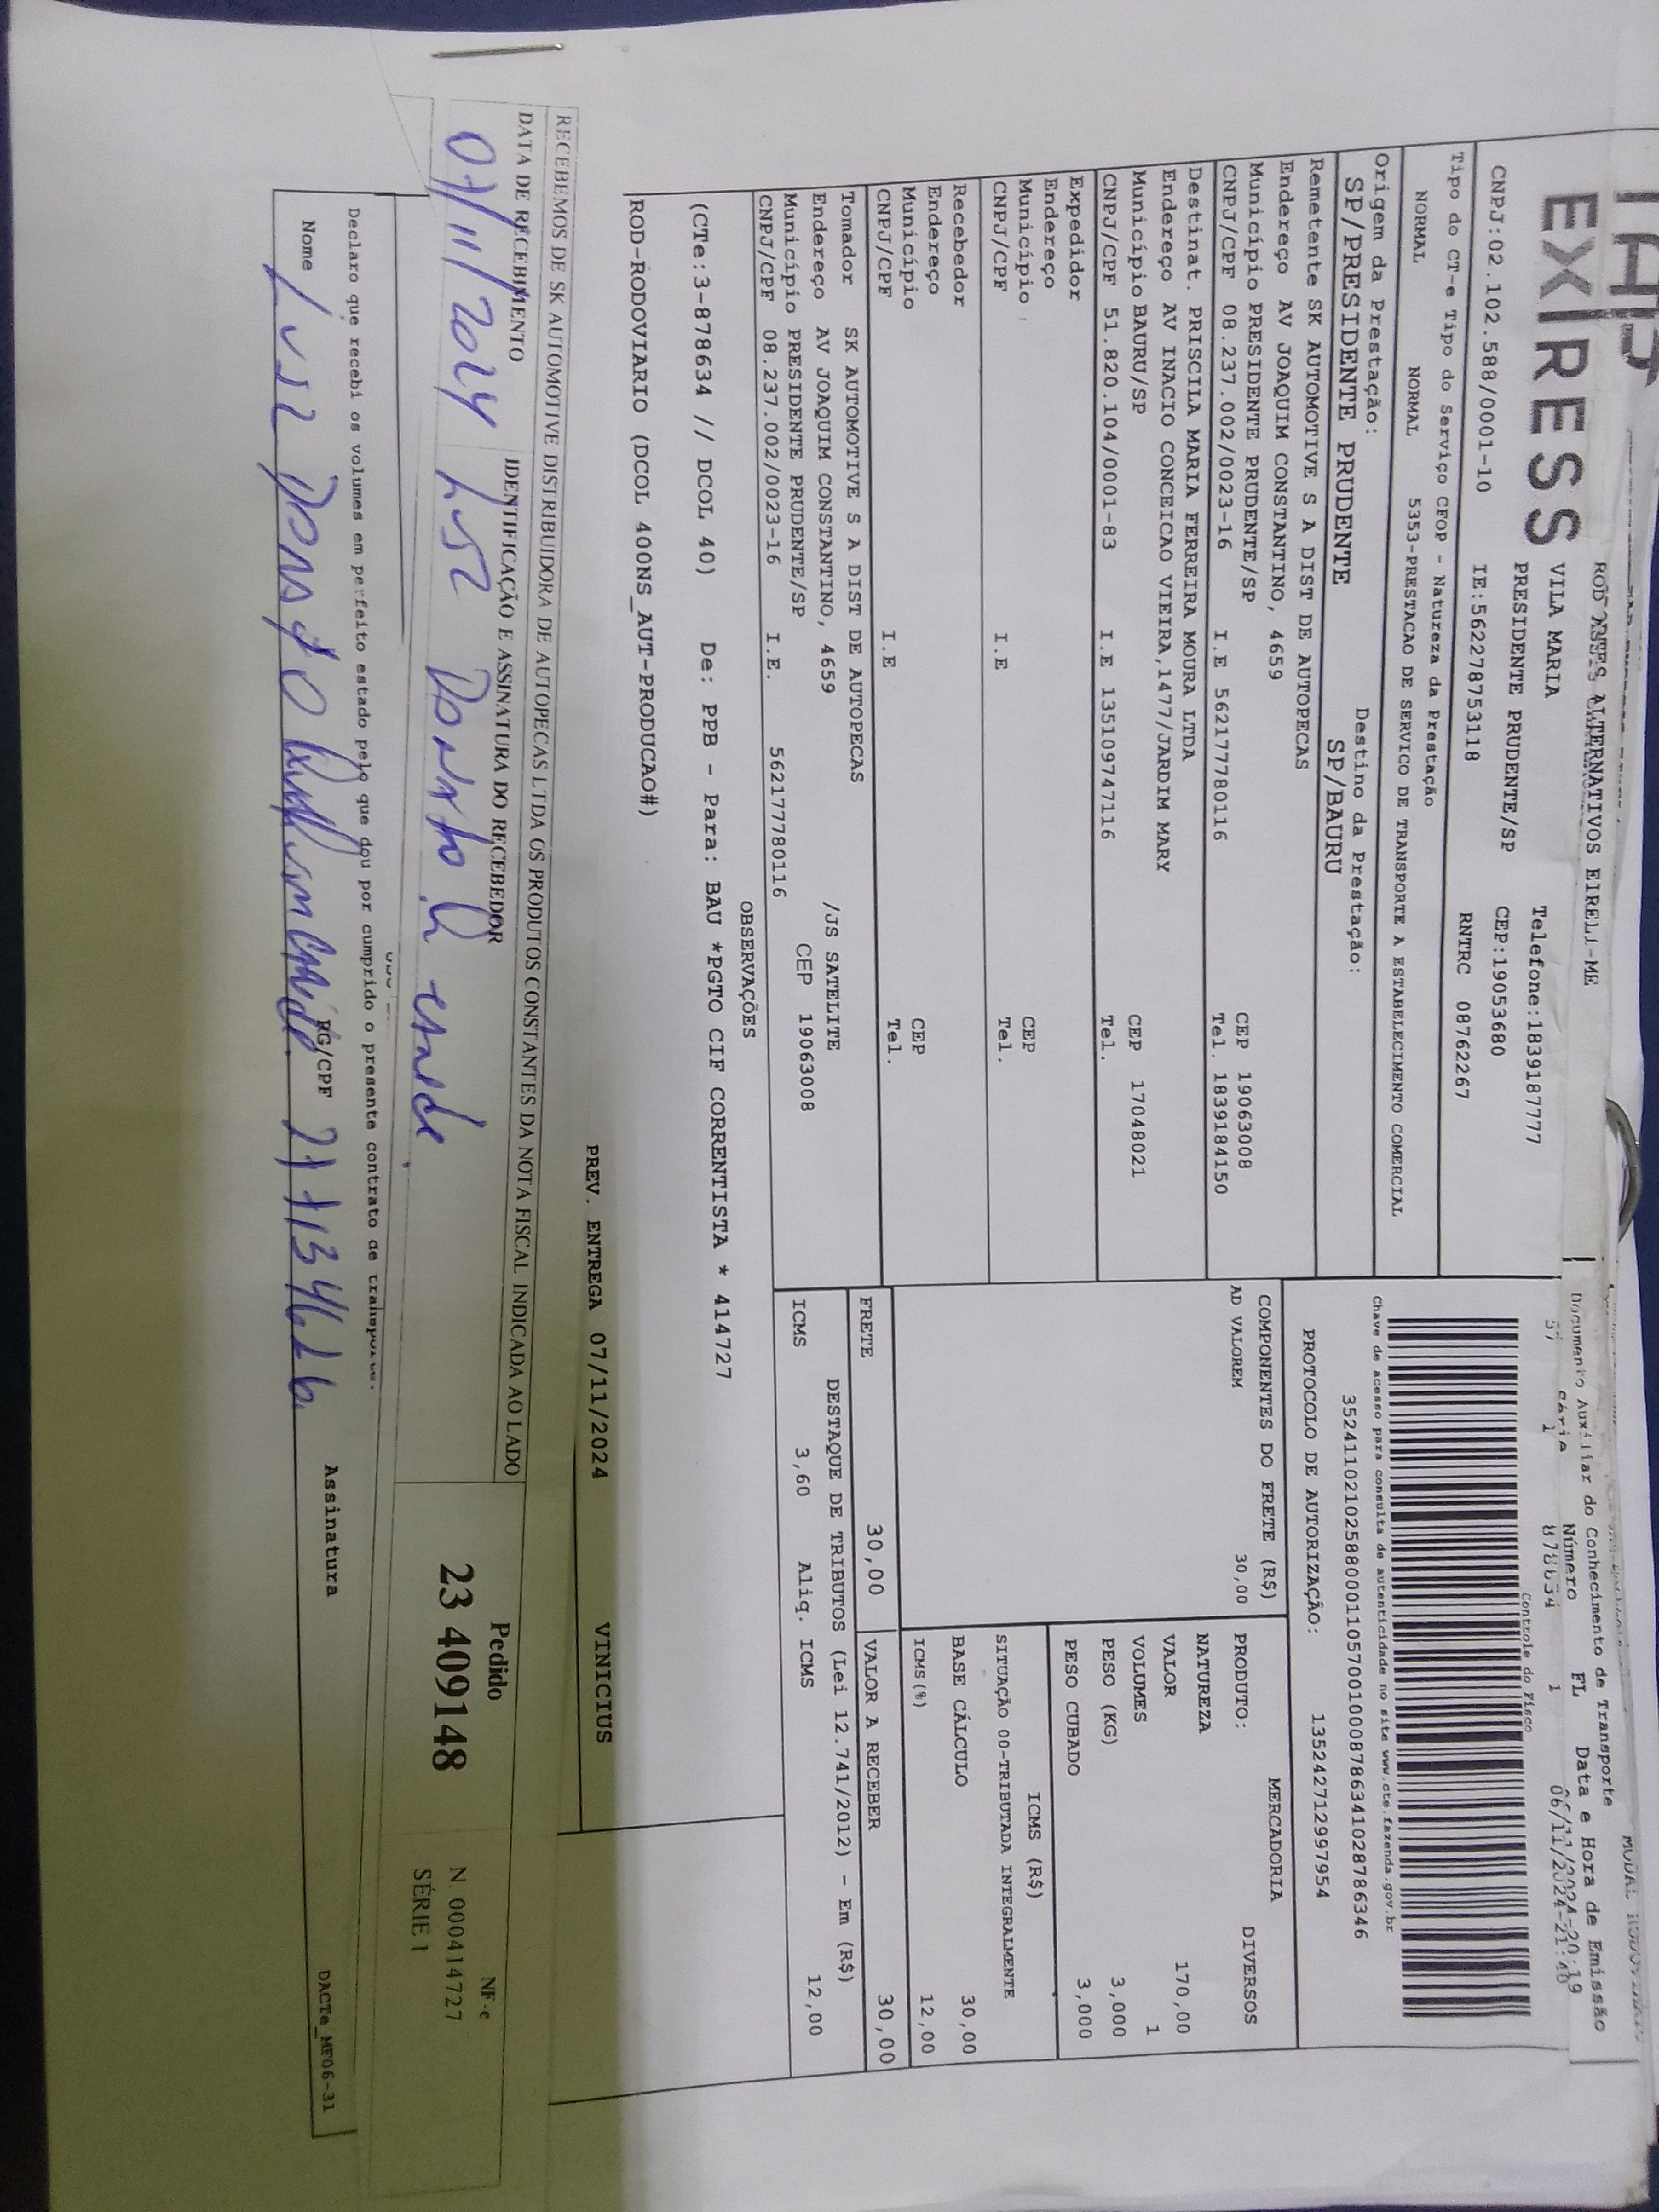 EXPRESS
ROD
ALTERNATIVOS EIRELI-ME
VILA MARIA
Telefone:1839187777
PRESIDENTE PRUDENTE/SP
CEP:19053680
CNPJ:02.102.588/0001-10
IE:562278753118
RNTRC 08762267
Tipo do CT-e Tipo do Serviço CFOP - Natureza da Prestação
NORMAL NORMAL 5353-PRESTACAO DE SERVICO DE TRANSPORTE A ESTABELECIMENTO COMERCIAL
Origem da Prestação:
Destino da Prestação:
SP/PRESIDENTE PRUDENTE
SP/BAURU
Documento Auxiliar do Conhecimento de Transporte
Número FL Data e Hora de Emissão
57 1 878634 1
Controle do Fisco
Chave de acesso para consulta de autenticidade no site www.cte.fazenda.gov.br
35241102102588000110570010008786341028786346
PROTOCOLO DE AUTORIZAÇÃO: 135242712997954
Remetente SK AUTOMOTIVE S A DIST DE AUTOPECAS
Endereço AV JOAQUIM CONSTANTINO, 4659
Município PRESIDENTE PRUDENTE/SP CEP 19063008
CNPJ/CPF 08.237.002/0023-16 I.E 562177780116 Tel. 1839184150
Destinat. PRISCILA MARIA FERREIRA MOURA LTDA
Endereço AV INACIO CONCEICAO VIEIRA,1477/JARDIM MARY
Município BAURU/SP CEP 17048021
CNPJ/CPF 51.820.104/0001-83 I.E 135109747116 Tel.
Expedidor
Endereço
Município CEP
CNPJ/CPF I.E Tel.
Recebedor
Endereço
Município CEP
CNPJ/CPF I.E Tel.
Tomador SK AUTOMOTIVE S A DIST DE AUTOPECAS
Endereço AV JOAQUIM CONSTANTINO, 4659 /JS SATELITE
Município PRESIDENTE PRUDENTE/SP CEP 19063008
CNPJ/CPF 08.237.002/0023-16 I.E. 562177780116
COMPONENTES DO FRETE (R$)
AD VALOREM 30,00
MERCADORIA
PRODUTO: DIVERSOS
NATUREZA
VALOR 170,00
VOLUMES 1
PESO (KG) 3,000
PESO CUBADO 3,000
ICMS (R$)
SITUAÇÃO 00-TRIBUTADA INTEGRALMENTE
BASE CÁLCULO 30,00
ICMS(%) 12,00
FRETE 30,00
VALOR A RECEBER 30,00
DESTAQUE DE TRIBUTOS (Lei 12.741/2012) - Em (R$)
ICMS 3,60 Aliq. ICMS 12,00
OBSERVAÇÕES
(CTe:3-878634 // DCOL 40) De: PPB - Para: BAU *PGTO CIF CORRENTISTA * 414727
ROD-RODOVIARIO (DCOL 400NS_AUT-PRODUCAO#)
PREV. ENTREGA 07/11/2024 VINICIUS
RECEBEMOS DE SK AUTOMOTIVE DISTRIBUIDORA DE AUTOPECAS LTDA OS PRODUTOS CONSTANTES DA NOTA FISCAL INDICADA AO LADO
DATA DE RECEBIMENTO
IDENTIFICAÇÃO E ASSINATURA DO RECEBEDOR
07/11/2024
Luiz Donato
Pedido
23 409148
NF-e
N. 000414727
SÉRIE 1
Declaro que recebi os volumes em perfeito estado pelo que dou por cumprido o presente contrato de transporte.
Nome Luiz Donato
RG/CPF
Assinatura
DACTe_MF06-31